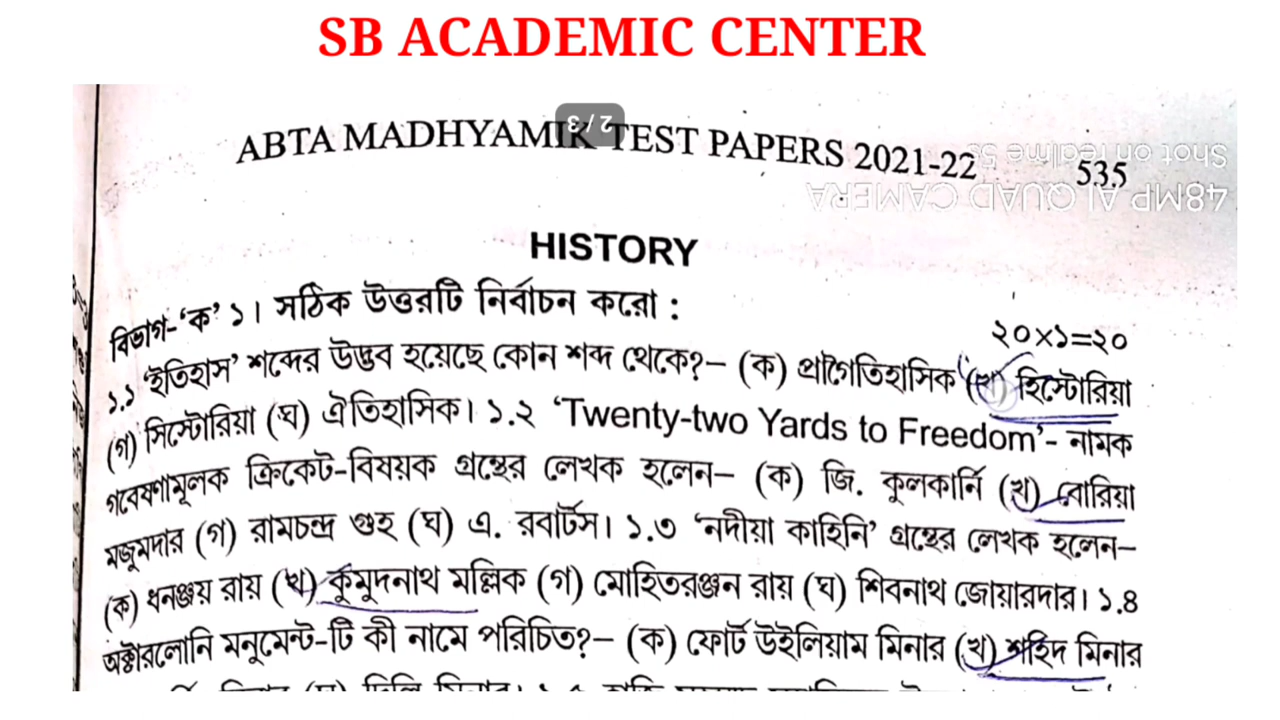 SB ACADEMIC CENTER
2/3
ABTA MADHYAMIK TEST PAPERS 2021-22 535
Shot on realme 5s
48MP AI QUAD CAMERA
HISTORY
বিভাগ-'ক' ১। সঠিক উত্তরটি নির্বাচন করো :
২০×১=২০
১.১ 'ইতিহাস' শব্দের উদ্ভব হয়েছে কোন শব্দ থেকে?– (ক) প্রাগৈতিহাসিক (খ) হিস্টোরিয়া
(গ) সিস্টোরিয়া (ঘ) ঐতিহাসিক। ১.২ 'Twenty-two Yards to Freedom'- নামক
গবেষণামূলক ক্রিকেট-বিষয়ক গ্রন্থের লেখক হলেন– (ক) জি. কুলকার্নি (খ) বোরিয়া
মজুমদার (গ) রামচন্দ্র গুহ (ঘ) এ. রবার্টস। ১.৩ 'নদীয়া কাহিনি' গ্রন্থের লেখক হলেন–
(ক) ধনঞ্জয় রায় (খ) কুমুদনাথ মল্লিক (গ) মোহিতরঞ্জন রায় (ঘ) শিবনাথ জোয়ারদার। ১.৪
অক্টারলোনি মনুমেন্ট-টি কী নামে পরিচিত?– (ক) ফোর্ট উইলিয়াম মিনার (খ) শহিদ মিনার